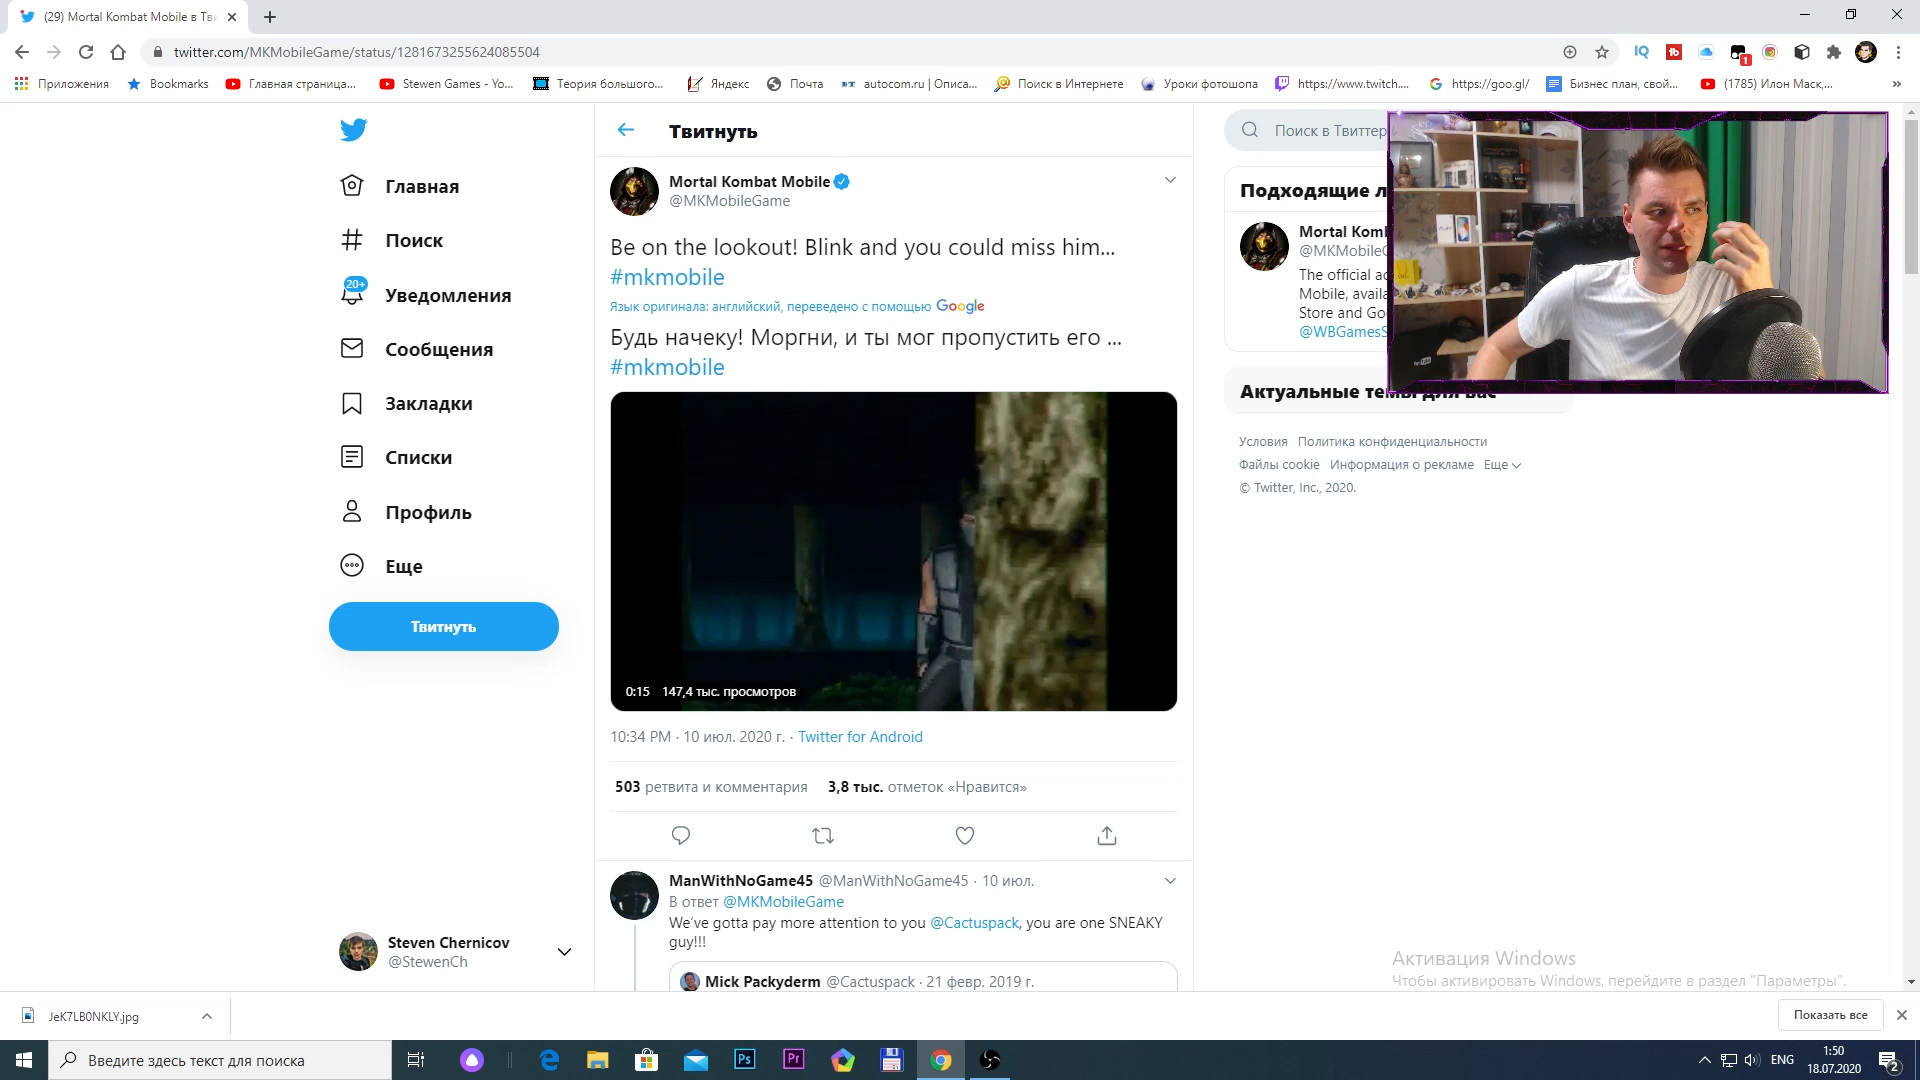 (29) Mortal Kombat Mobile в Тви
twitter.com/MKMobileGame/status/1281673255624085504
1
Приложения
Bookmarks
Главная страница...
Stewen Games - Yo...
Теория большого...
Яндекс
Почта
autocom.ru | Описа...
Поиск в Интернете
Уроки фотошопа
https://www.twitch....
https://goo.gl/
Бизнес план, свой...
(1785) Илон Маск,...
»
Главная
Поиск
20+
Уведомления
Сообщения
Закладки
Списки
Профиль
Еще
Твитнуть
Steven Chernicov
@StewenCh
Твитнуть
Mortal Kombat Mobile
@MKMobileGame
Be on the lookout! Blink and you could miss him...
#mkmobile
Язык оригинала: английский, переведено с помощью Google
Будь начеку! Моргни, и ты мог пропустить его ...
#mkmobile
0:15 147,4 тыс. просмотров
10:34 PM · 10 июл. 2020 г. · Twitter for Android
503 ретвита и комментария 3,8 тыс. отметок «Нравится»
ManWithNoGame45 @ManWithNoGame45 · 10 июл.
В ответ @MKMobileGame
We've gotta pay more attention to you @Cactuspack, you are one SNEAKY
guy!!!
Mick Packyderm @Cactuspack · 21 февр. 2019 г.
Поиск в Твиттер
Подходящие л
Mortal Komb
@MKMobileG
The official ac
Mobile, availa
Store and Go
@WBGamesS
Актуальные темы для вас
Условия Политика конфиденциальности
Файлы cookie Информация о рекламе Еще
© Twitter, Inc., 2020.
Активация Windows
Чтобы активировать Windows, перейдите в раздел "Параметры".
JeK7LB0NKLY.jpg
Показать все
Введите здесь текст для поиска
Ps
Pr
ENG
1:50
18.07.2020
2